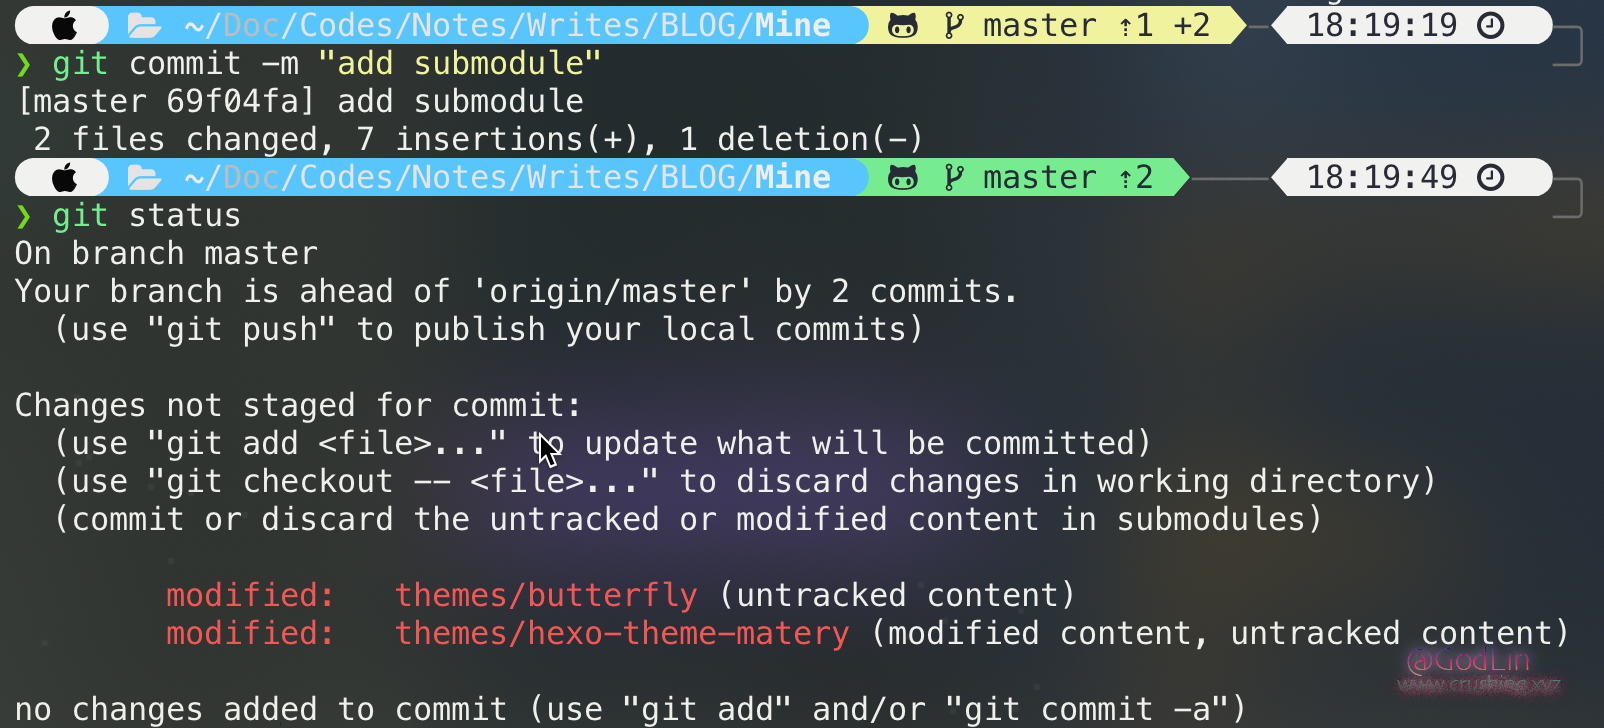 ~/Doc/Codes/Notes/Writes/BLOG/Mine master ⇡1 +2 18:19:19
❯ git commit -m "add submodule"
[master 69f04fa] add submodule
 2 files changed, 7 insertions(+), 1 deletion(-)
~/Doc/Codes/Notes/Writes/BLOG/Mine master ⇡2 18:19:49
❯ git status
On branch master
Your branch is ahead of 'origin/master' by 2 commits.
  (use "git push" to publish your local commits)

Changes not staged for commit:
  (use "git add <file>..." to update what will be committed)
  (use "git checkout -- <file>..." to discard changes in working directory)
  (commit or discard the untracked or modified content in submodules)

        modified:   themes/butterfly (untracked content)
        modified:   themes/hexo-theme-matery (modified content, untracked content)
@GodLin
www.crushing.xyz
no changes added to commit (use "git add" and/or "git commit -a")